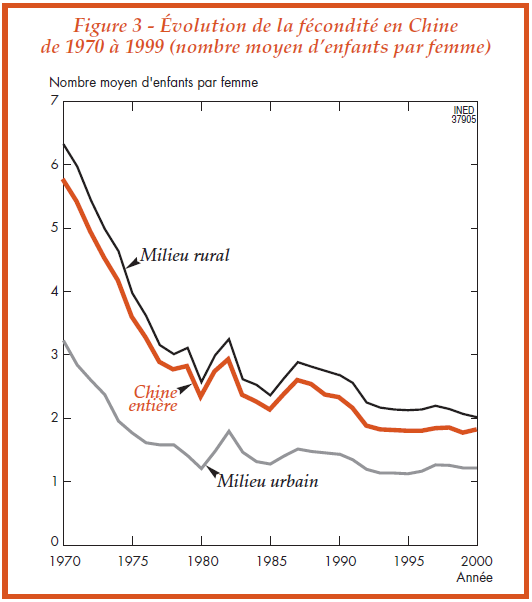 Figure 3 - Évolution de la fécondité en Chine
de 1970 à 1999 (nombre moyen d'enfants par femme)
Nombre moyen d'enfants par femme
7
INED
37905
6
Milieu rural
5
4
3
Chine
entière
2
Milieu urbain
1
0
1970 1975 1980 1985 1990 1995 2000
Année